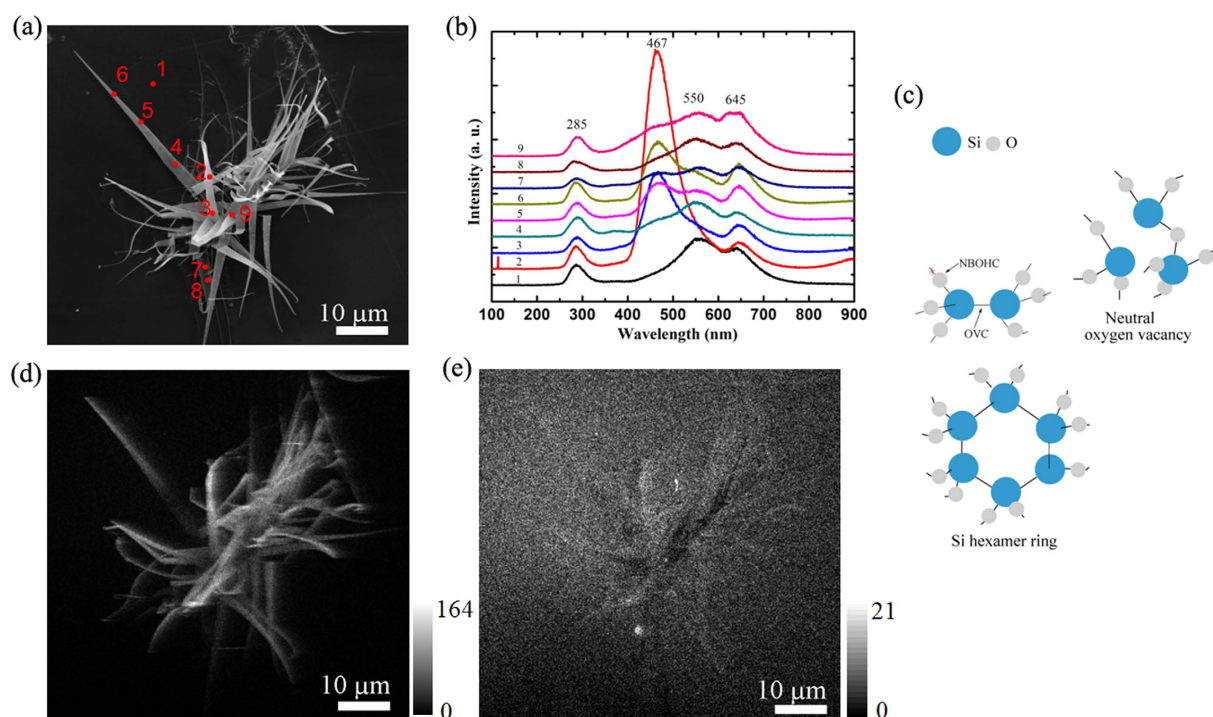 (a)
1
6
5
4
2
3
9
7
8
10 μm
(b)
467
550
645
285
9
8
7
6
5
4
3
2
1
Intensity (a. u.)
100 200 300 400 500 600 700 800 900
Wavelength (nm)
(c)
Si O
NBOHC
OVC
Neutral
oxygen vacancy
Si hexamer ring
(d)
10 μm
164
0
(e)
10 μm
21
0